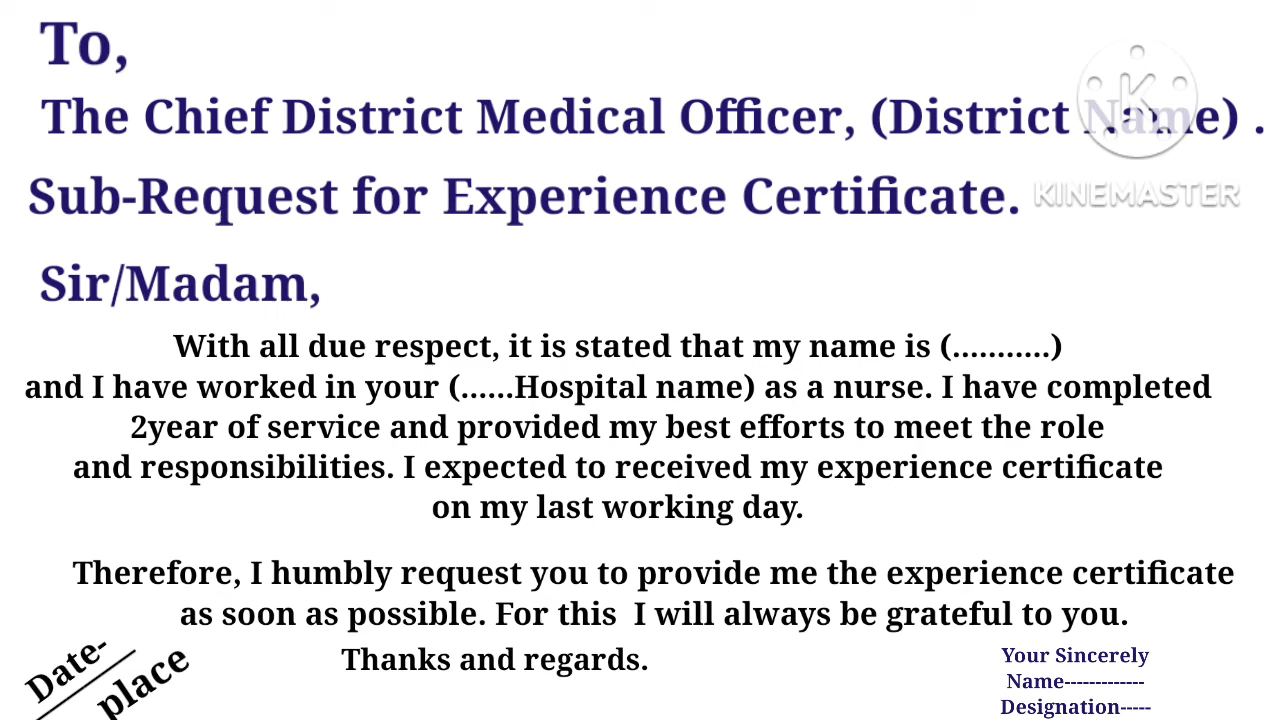 To,
The Chief District Medical Officer, (District Name) .
Sub-Request for Experience Certificate.
KINEMASTER
Sir/Madam,
With all due respect, it is stated that my name is (...........)
and I have worked in your (......Hospital name) as a nurse. I have completed
2year of service and provided my best efforts to meet the role
and responsibilities. I expected to received my experience certificate
on my last working day.
Therefore, I humbly request you to provide me the experience certificate
as soon as possible. For this  I will always be grateful to you.
Thanks and regards.
Date-
place
Your Sincerely
Name-------------
Designation-----